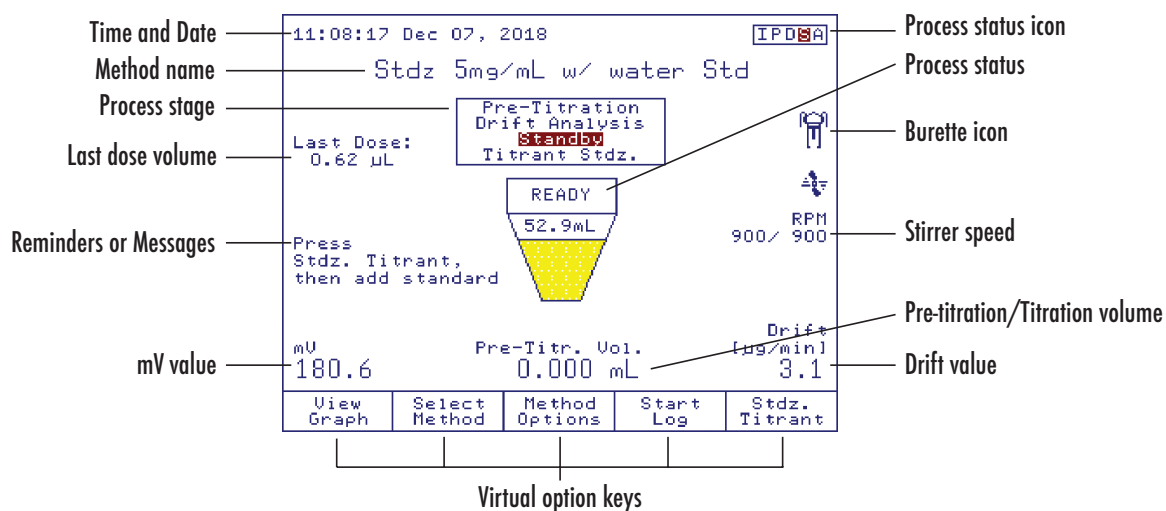 Time and Date
11:08:17 Dec 07, 2018
IPDSA
Process status icon
Method name
Stdz 5mg/mL w/ water Std
Process status
Process stage
Pre-Titration
Drift Analysis
Standby
Titrant Stdz.
Burette icon
Last dose volume
Last Dose:
0.62 µL
READY
52.9mL
RPM
900/ 900
Stirrer speed
Reminders or Messages
Press
Stdz. Titrant,
then add standard
Pre-titration/Titration volume
mV value
mV
180.6
Pre-Titr. Vol.
0.000 mL
Drift
[µg/min]
3.1
Drift value
View
Graph
Select
Method
Method
Options
Start
Log
Stdz.
Titrant
Virtual option keys